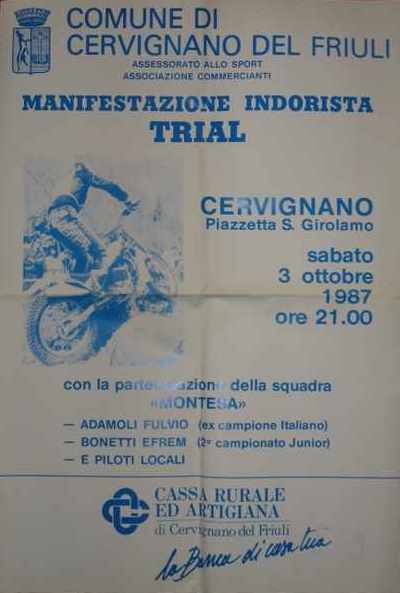 COMUNE DI
CERVIGNANO DEL FRIULI
ASSESSORATO ALLO SPORT
ASSOCIAZIONE COMMERCIANTI
MANIFESTAZIONE INDORISTA
TRIAL
CERVIGNANO
Piazzetta S. Girolamo
sabato
3 ottobre
1987
ore 21.00
con la partecipazione della squadra
«MONTESA»
— ADAMOLI FULVIO (ex campione Italiano)
— BONETTI EFREM (2° campionato Junior)
— E PILOTI LOCALI
CASSA RURALE
ED ARTIGIANA
di Cervignano del Friuli
la Banca di casa tua